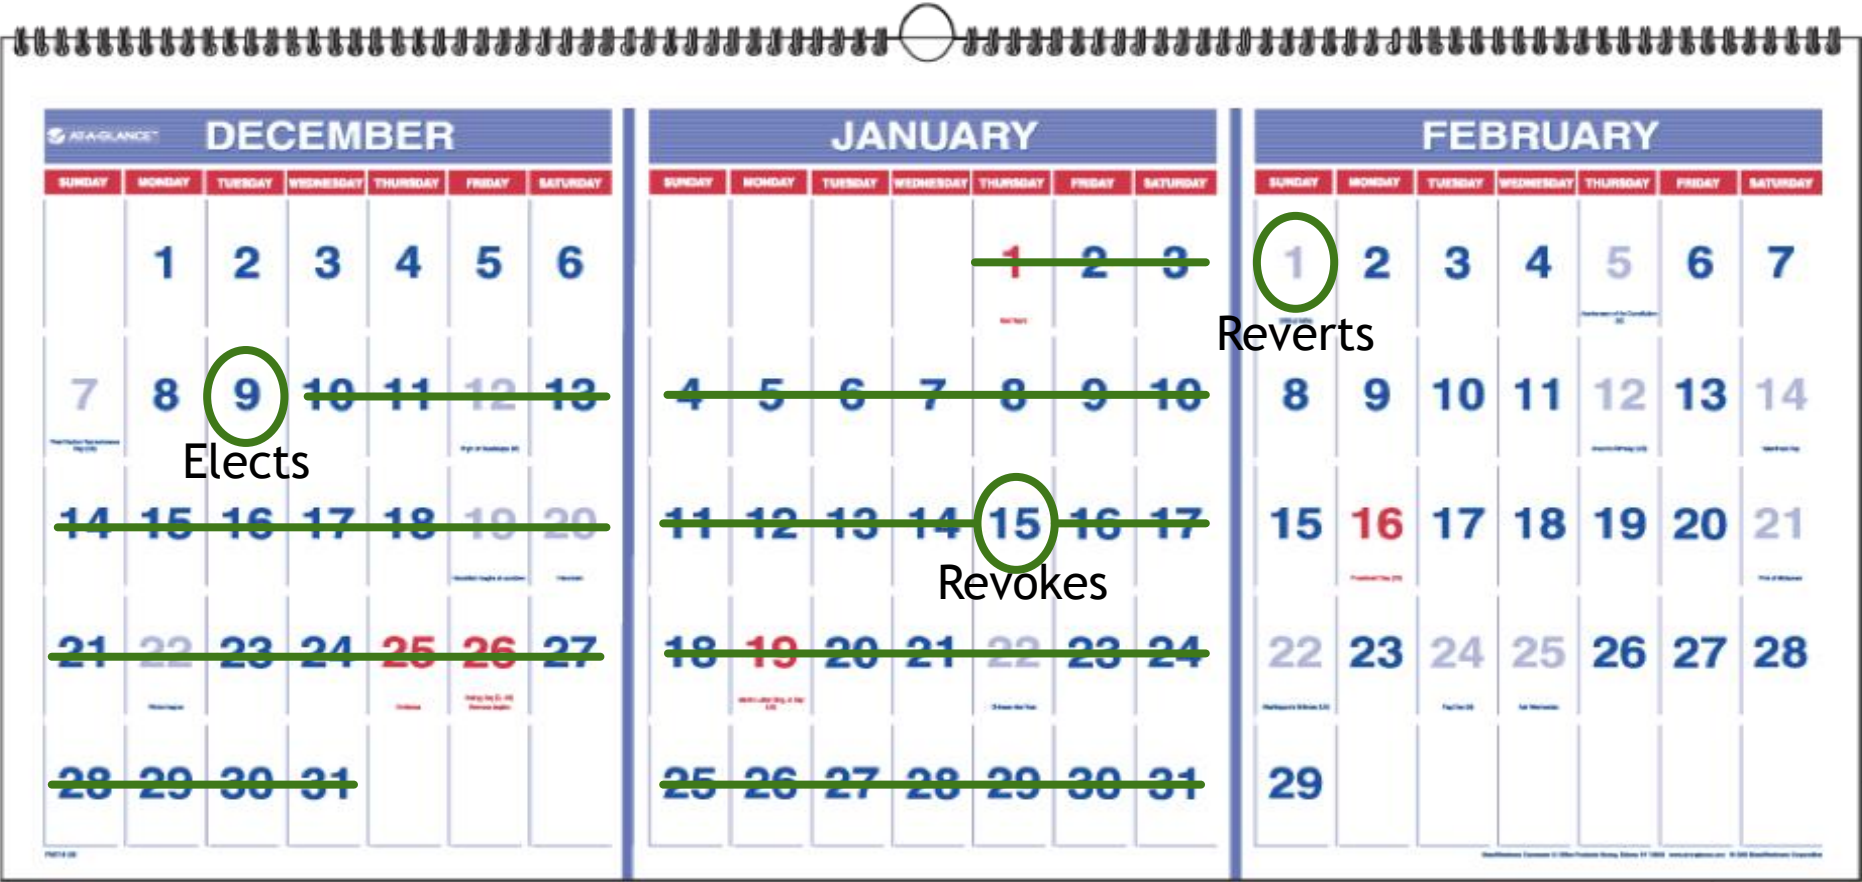 AT-A-GLANCE
DECEMBER
SUNDAY MONDAY TUESDAY WEDNESDAY THURSDAY FRIDAY SATURDAY
1 2 3 4 5 6
7 8 9 10 11 12 13
Elects
14 15 16 17 18 19 20
21 22 23 24 25 26 27
28 29 30 31
JANUARY
SUNDAY MONDAY TUESDAY WEDNESDAY THURSDAY FRIDAY SATURDAY
1 2 3
4 5 6 7 8 9 10
11 12 13 14 15 16 17
Revokes
18 19 20 21 22 23 24
25 26 27 28 29 30 31
FEBRUARY
SUNDAY MONDAY TUESDAY WEDNESDAY THURSDAY FRIDAY SATURDAY
1 2 3 4 5 6 7
Reverts
8 9 10 11 12 13 14
15 16 17 18 19 20 21
22 23 24 25 26 27 28
29